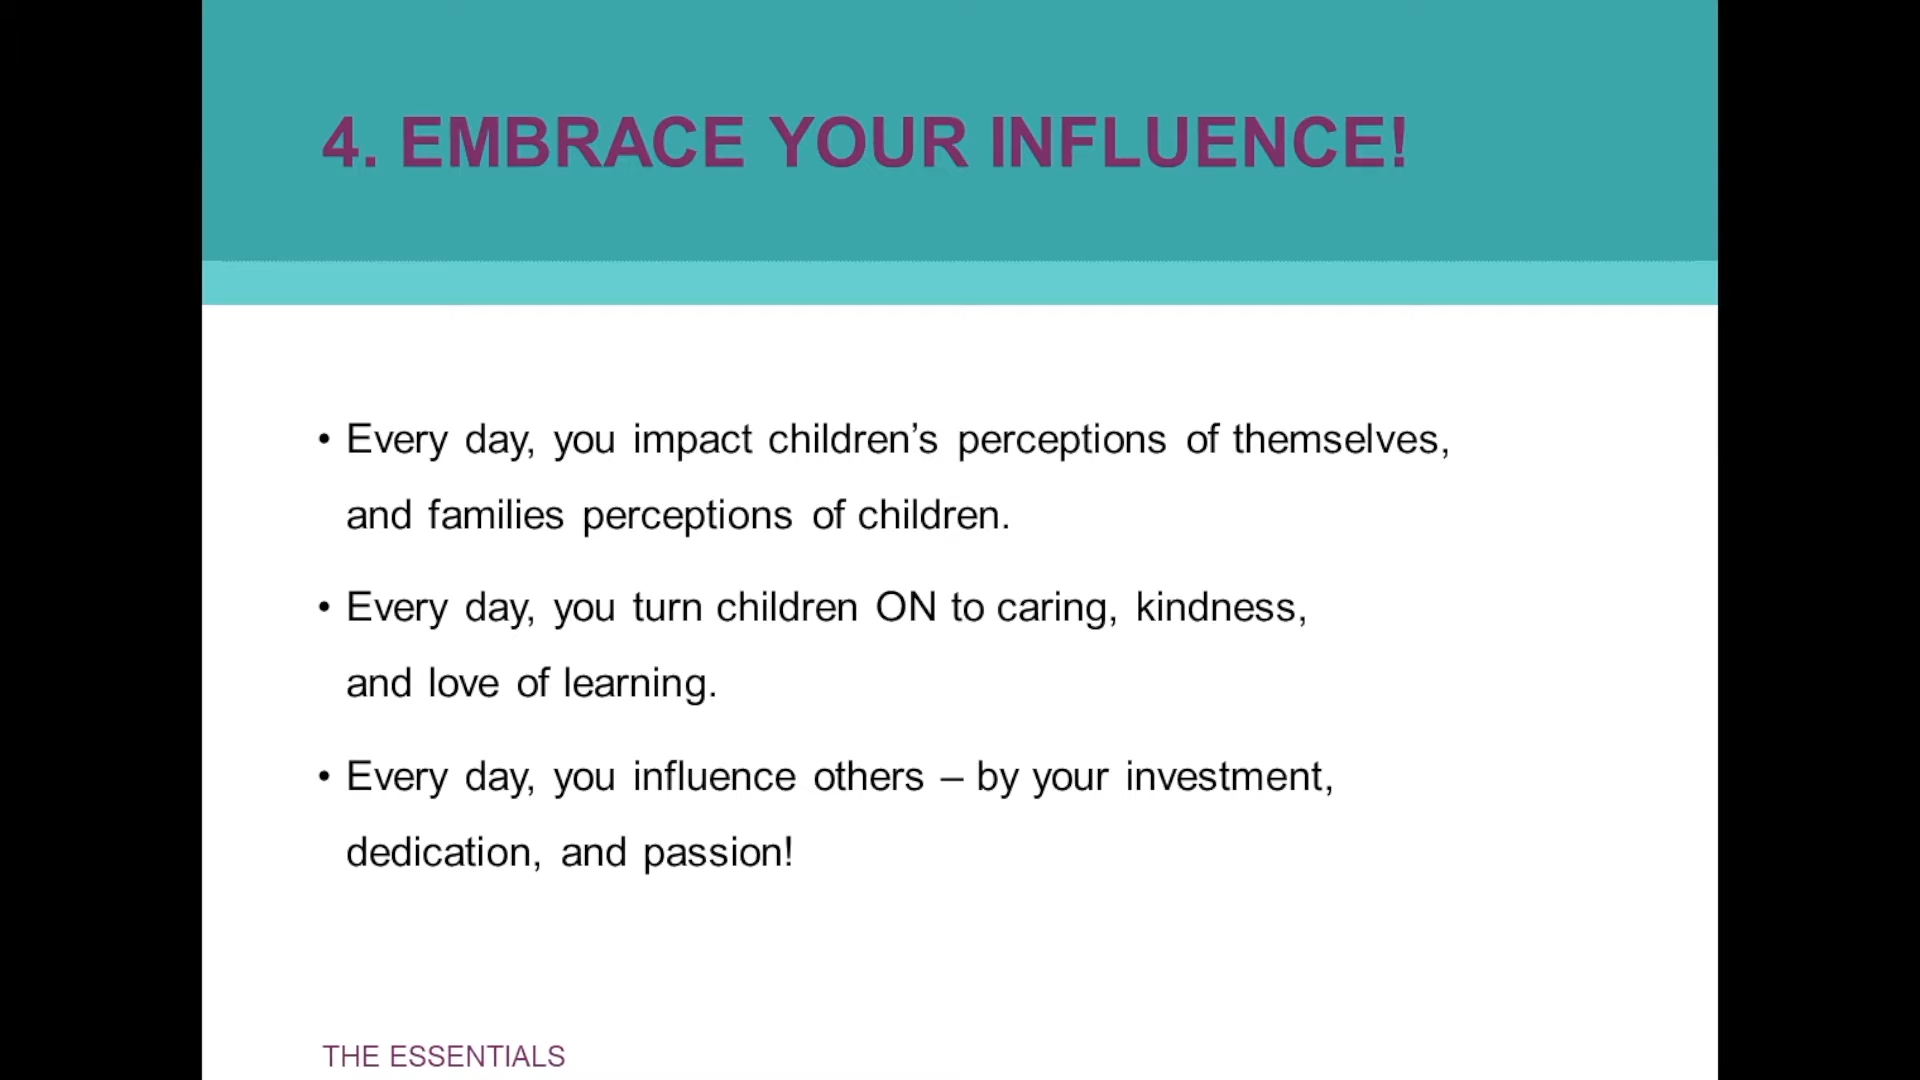 4. EMBRACE YOUR INFLUENCE!
• Every day, you impact children’s perceptions of themselves,
and families perceptions of children.
• Every day, you turn children ON to caring, kindness,
and love of learning.
• Every day, you influence others – by your investment,
dedication, and passion!
THE ESSENTIALS